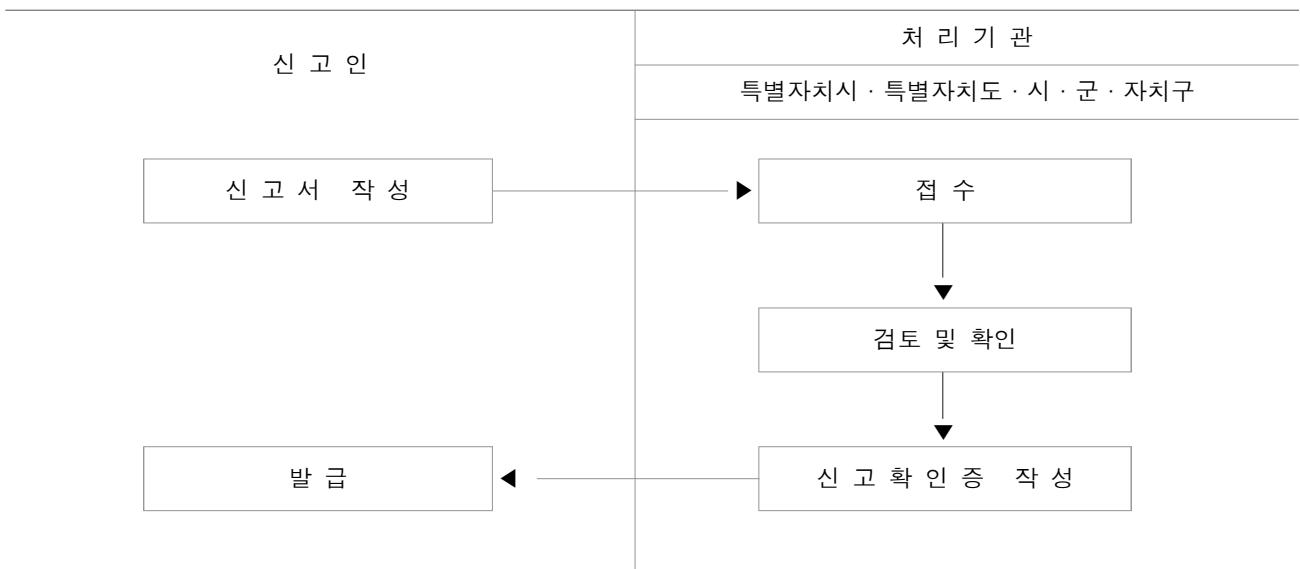 신 고 인
처 리 기 관
특별자치시 · 특별자치도 · 시 · 군 · 자치구
신 고 서 작 성
접 수
검토 및 확인
발 급
신 고 확 인 증 작 성